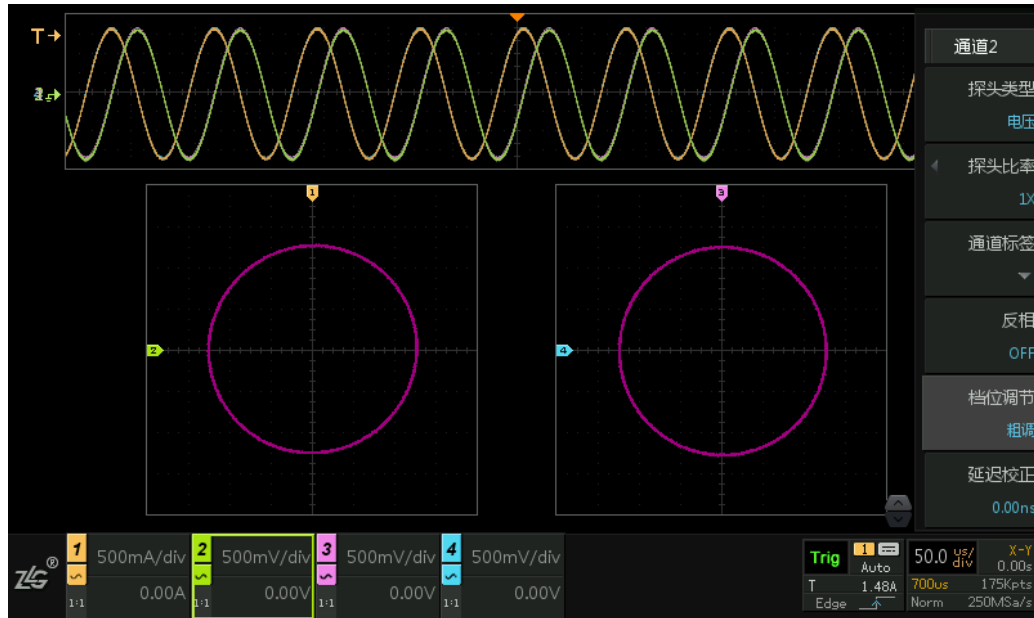 T
通道2
探头类型
电压
探头比率
1X
通道标签
反相
OFF
档位调节
粗调
延迟校正
0.00ns
1
3
2
4
ZLG®
1 500mA/div 2 500mV/div 3 500mV/div 4 500mV/div
1:1 0.00A 1:1 0.00V 1:1 0.00V 1:1 0.00V
Trig 1 Auto
T 1.48A
Edge
50.0 us/div X-Y 0.00s
700us 175Kpts
Norm 250MSa/s